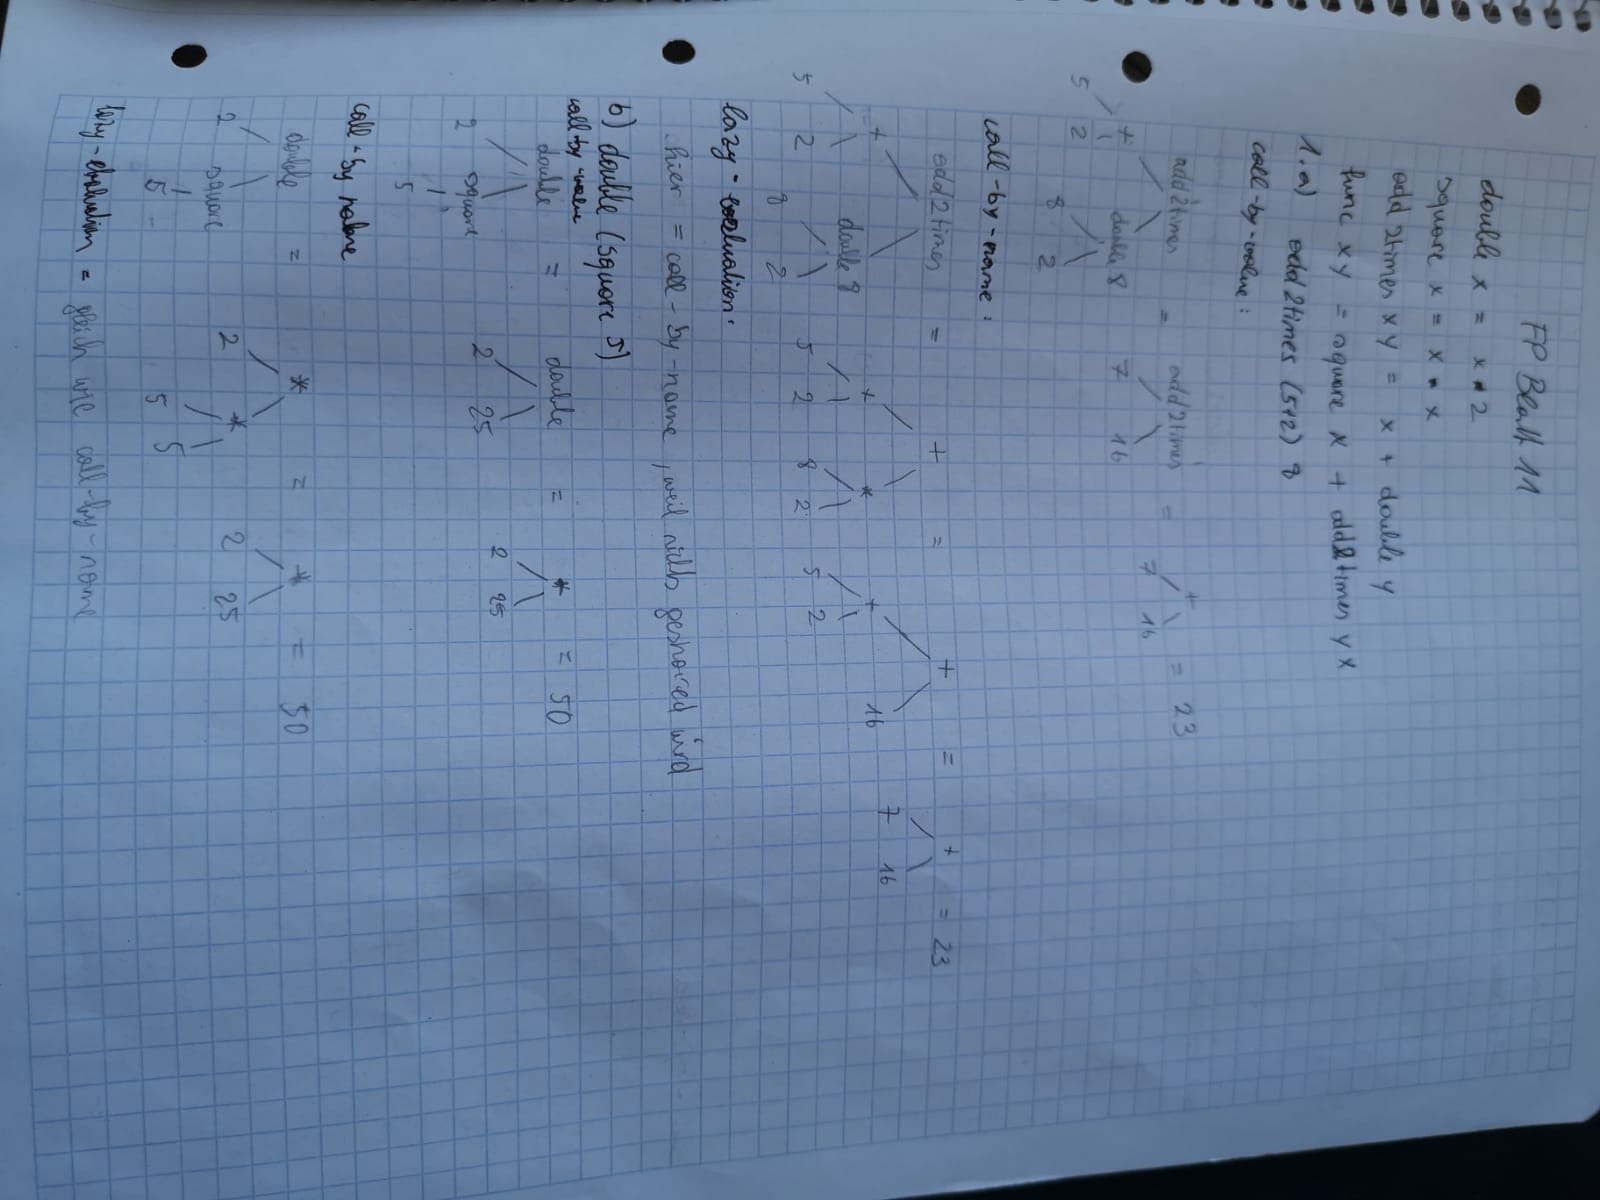 FP Blatt 11
double x = x * 2
square x = x * x
add2times x y = x + double y
func x y = square x + add2times y x
1. a) add2times (5+2) 8
call-by-value:
add2times = add2times = + = 23
+ double 8 7 16 7 16
5 2 8 2
call-by-name:
add2times = + = + = + = 23
+ double 8 + * + 16 7 16
5 2 8 2 5 2 8 2 5 2
lazy-evaluation:
hier = call-by-name, weil nichts geshared wird
b) double (square 5)
call-by-value
double = double = * = 50
2 square 2 25 2 25
5
call-by name
double = * = * = 50
2 square 2 * 2 25
5 5 5
lazy-evaluation = gleich wie call-by-name